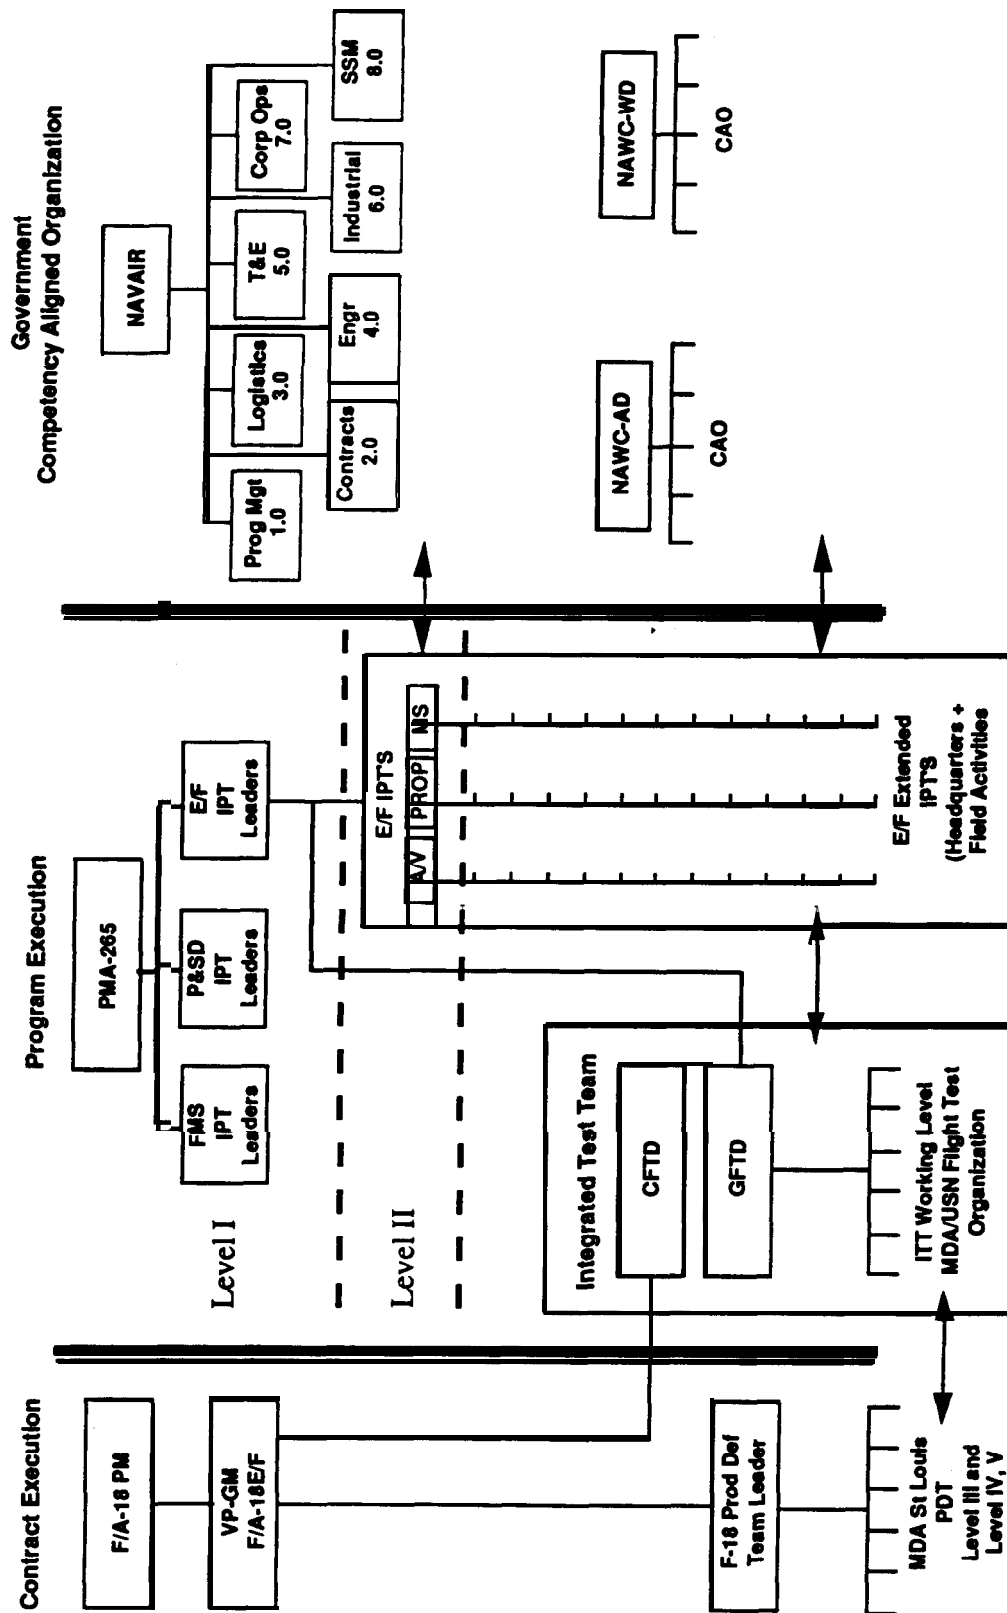 Contract Execution
F/A-18 PM
VP-GM
F/A-18E/F
F-18 Prod Def
Team Leader
MDA St Louis
PDT
Level III and
Level IV, V
Program Execution
PMA-265
FMS
IPT
Leaders
P&SD
IPT
Leaders
E/F
IPT
Leaders
Level I
Level II
Integrated Test Team
CFTD
GFTD
ITT Working Level
MDA/USN Flight Test
Organization
E/F IPT'S
A/V
PROP
MS
E/F Extended
IPT'S
(Headquarters +
Field Activities
Government
Competency Aligned Organization
NAVAIR
Prog Mgt
1.0
Logistics
3.0
T&E
5.0
Corp Ops
7.0
Contracts
2.0
Engr
4.0
Industrial
6.0
SSM
8.0
NAWC-AD
CAO
NAWC-WD
CAO